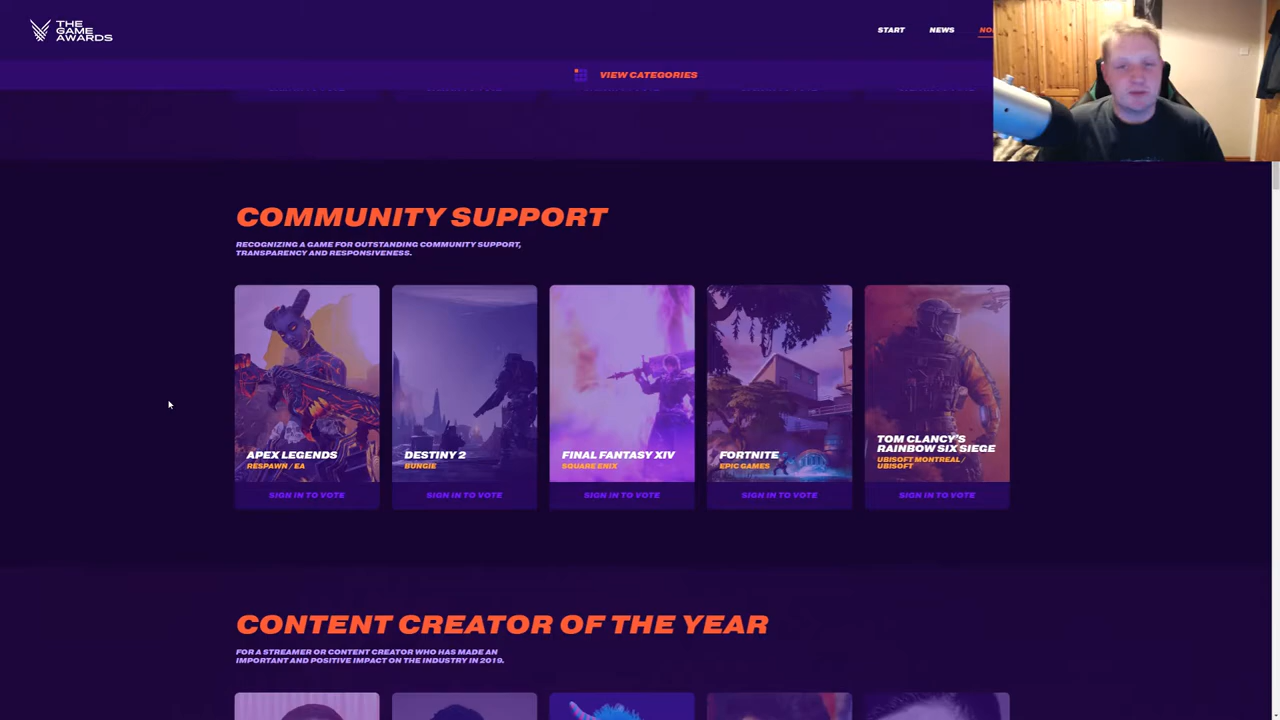 THE
GAME
AWARDS
START
NEWS
VIEW CATEGORIES
COMMUNITY SUPPORT
RECOGNIZING A GAME FOR OUTSTANDING COMMUNITY SUPPORT,
TRANSPARENCY AND RESPONSIVENESS.
APEX LEGENDS
RESPAWN / EA
SIGN IN TO VOTE
DESTINY 2
BUNGIE
SIGN IN TO VOTE
FINAL FANTASY XIV
SQUARE ENIX
SIGN IN TO VOTE
FORTNITE
EPIC GAMES
SIGN IN TO VOTE
TOM CLANCY'S
RAINBOW SIX SIEGE
UBISOFT MONTREAL /
UBISOFT
SIGN IN TO VOTE
CONTENT CREATOR OF THE YEAR
FOR A STREAMER OR CONTENT CREATOR WHO HAS MADE AN
IMPORTANT AND POSITIVE IMPACT ON THE INDUSTRY IN 2019.